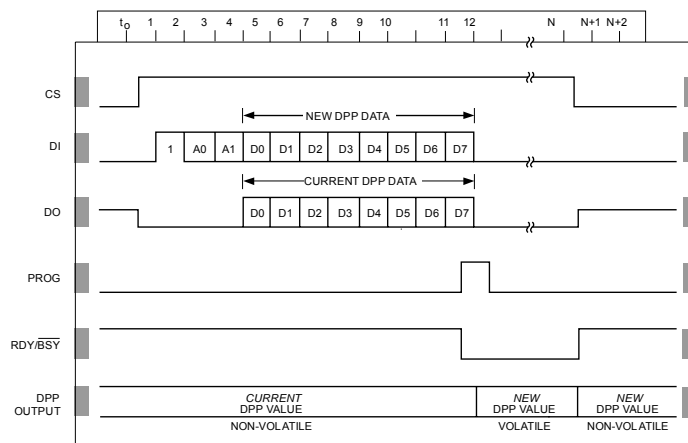 to 1 2 3 4 5 6 7 8 9 10 11 12 N N+1 N+2
CS
NEW DPP DATA
DI 1 A0 A1 D0 D1 D2 D3 D4 D5 D6 D7
CURRENT DPP DATA
DO D0 D1 D2 D3 D4 D5 D6 D7
PROG
RDY/BSY
DPP OUTPUT
CURRENT DPP VALUE
NON-VOLATILE
NEW DPP VALUE
VOLATILE
NEW DPP VALUE
NON-VOLATILE